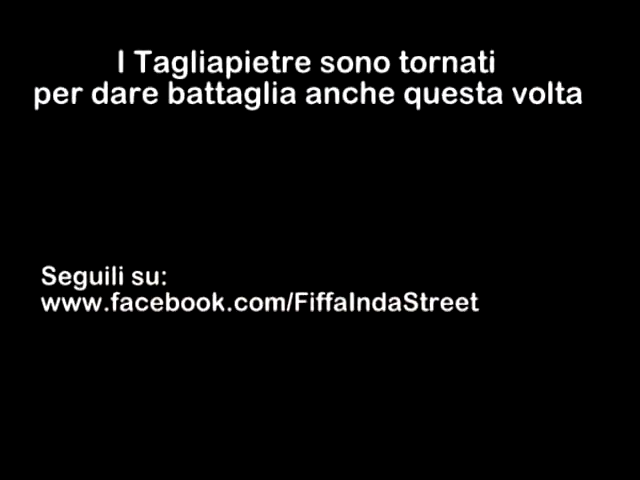 I Tagliapietre sono tornati
per dare battaglia anche questa volta
Seguili su:
www.facebook.com/FiffaIndaStreet